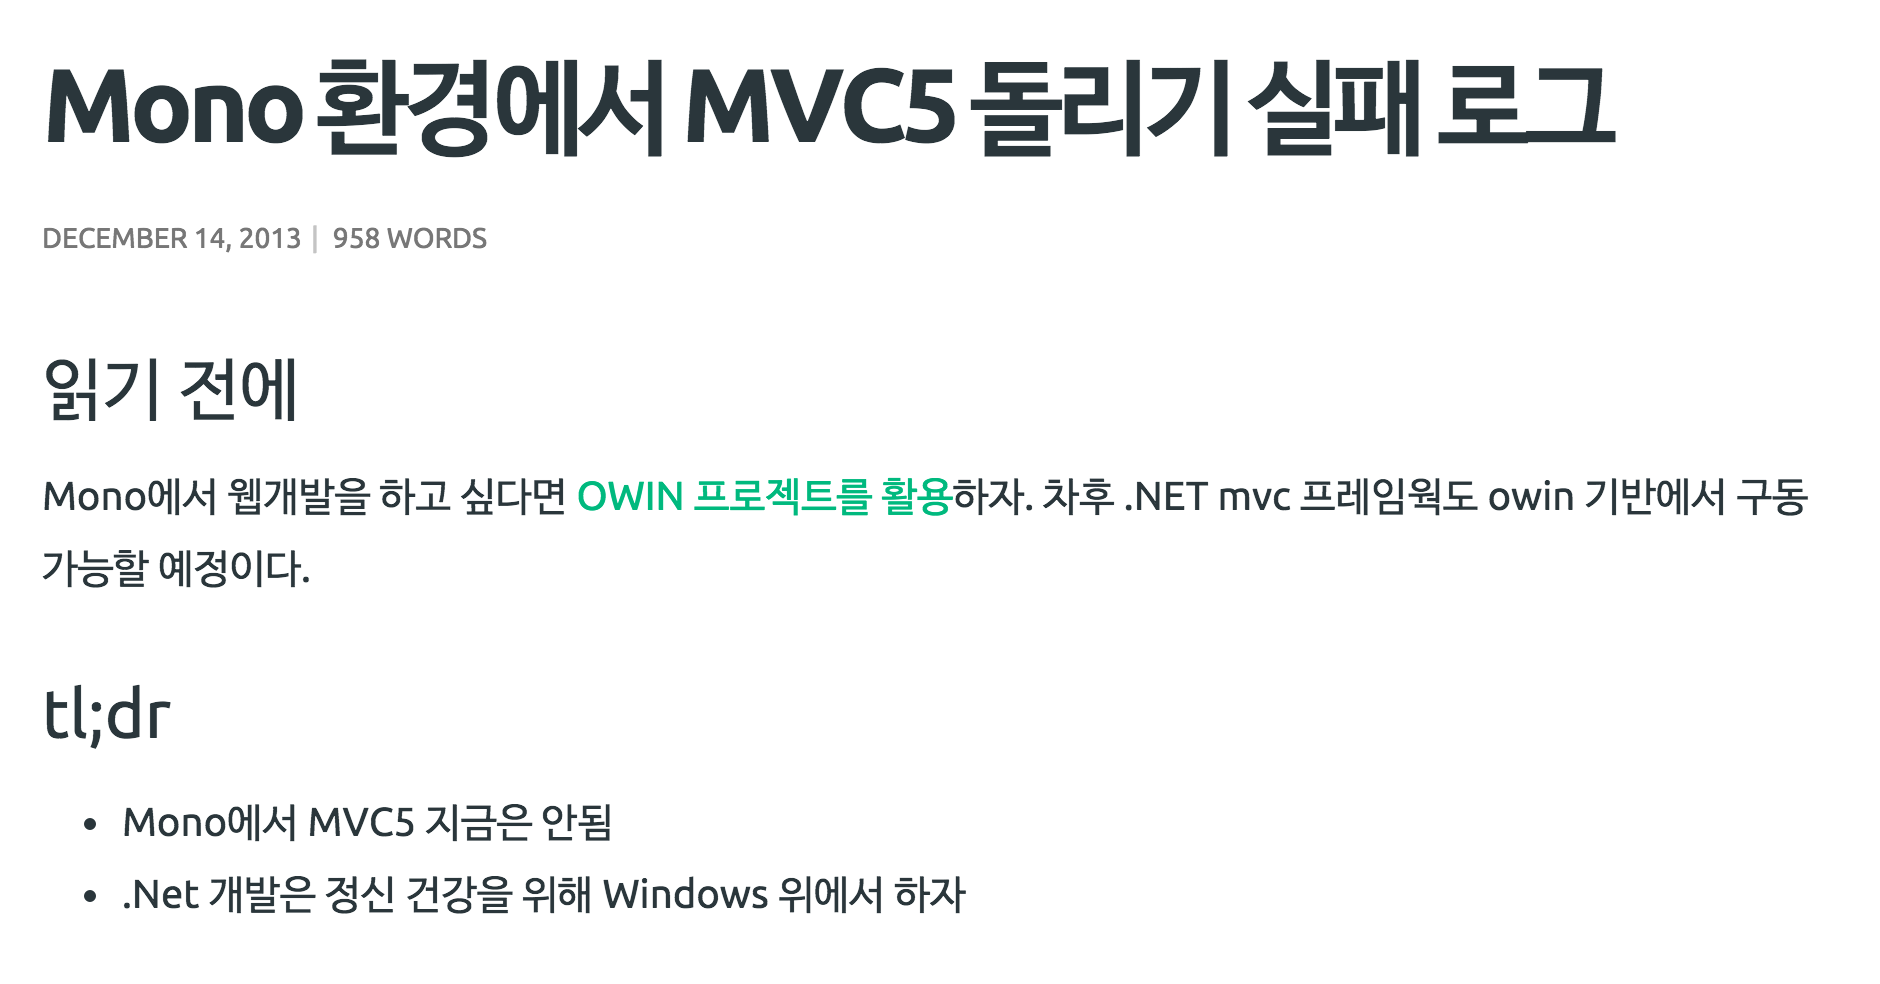 Mono 환경에서 MVC5 돌리기 실패 로그
DECEMBER 14, 2013 | 958 WORDS
읽기 전에
Mono에서 웹개발을 하고 싶다면 OWIN 프로젝트를 활용하자. 차후 .NET mvc 프레임웍도 owin 기반에서 구동
가능할 예정이다.
tl;dr
• Mono에서 MVC5 지금은 안됨
• .Net 개발은 정신 건강을 위해 Windows 위에서 하자